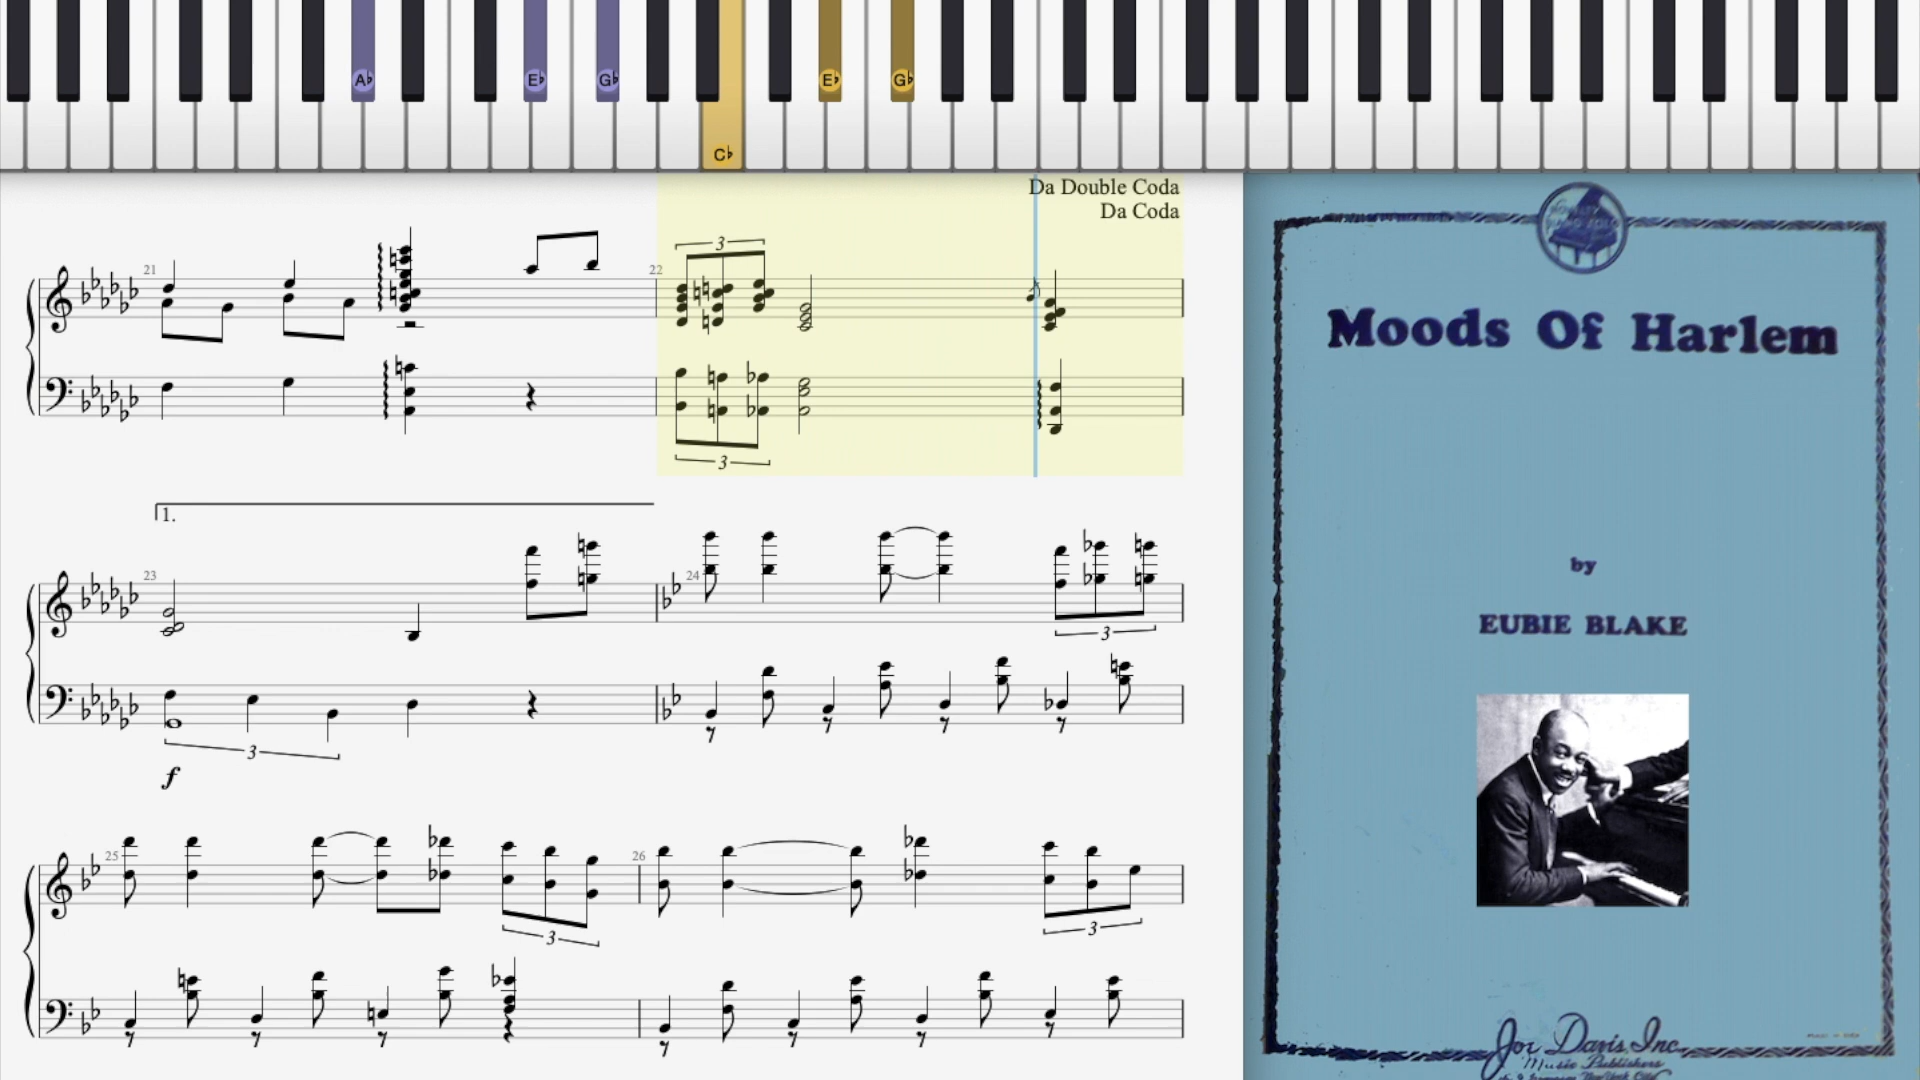 A♭ E♭ G♭ C♭ E♭ G♭
Da Double Coda
Da Coda
21
3
22
3
1.
23
3
f
24
3
25
3
26
3
Moods Of Harlem
by
EUBIE BLAKE
Joe Davis Inc.
Music Publishers